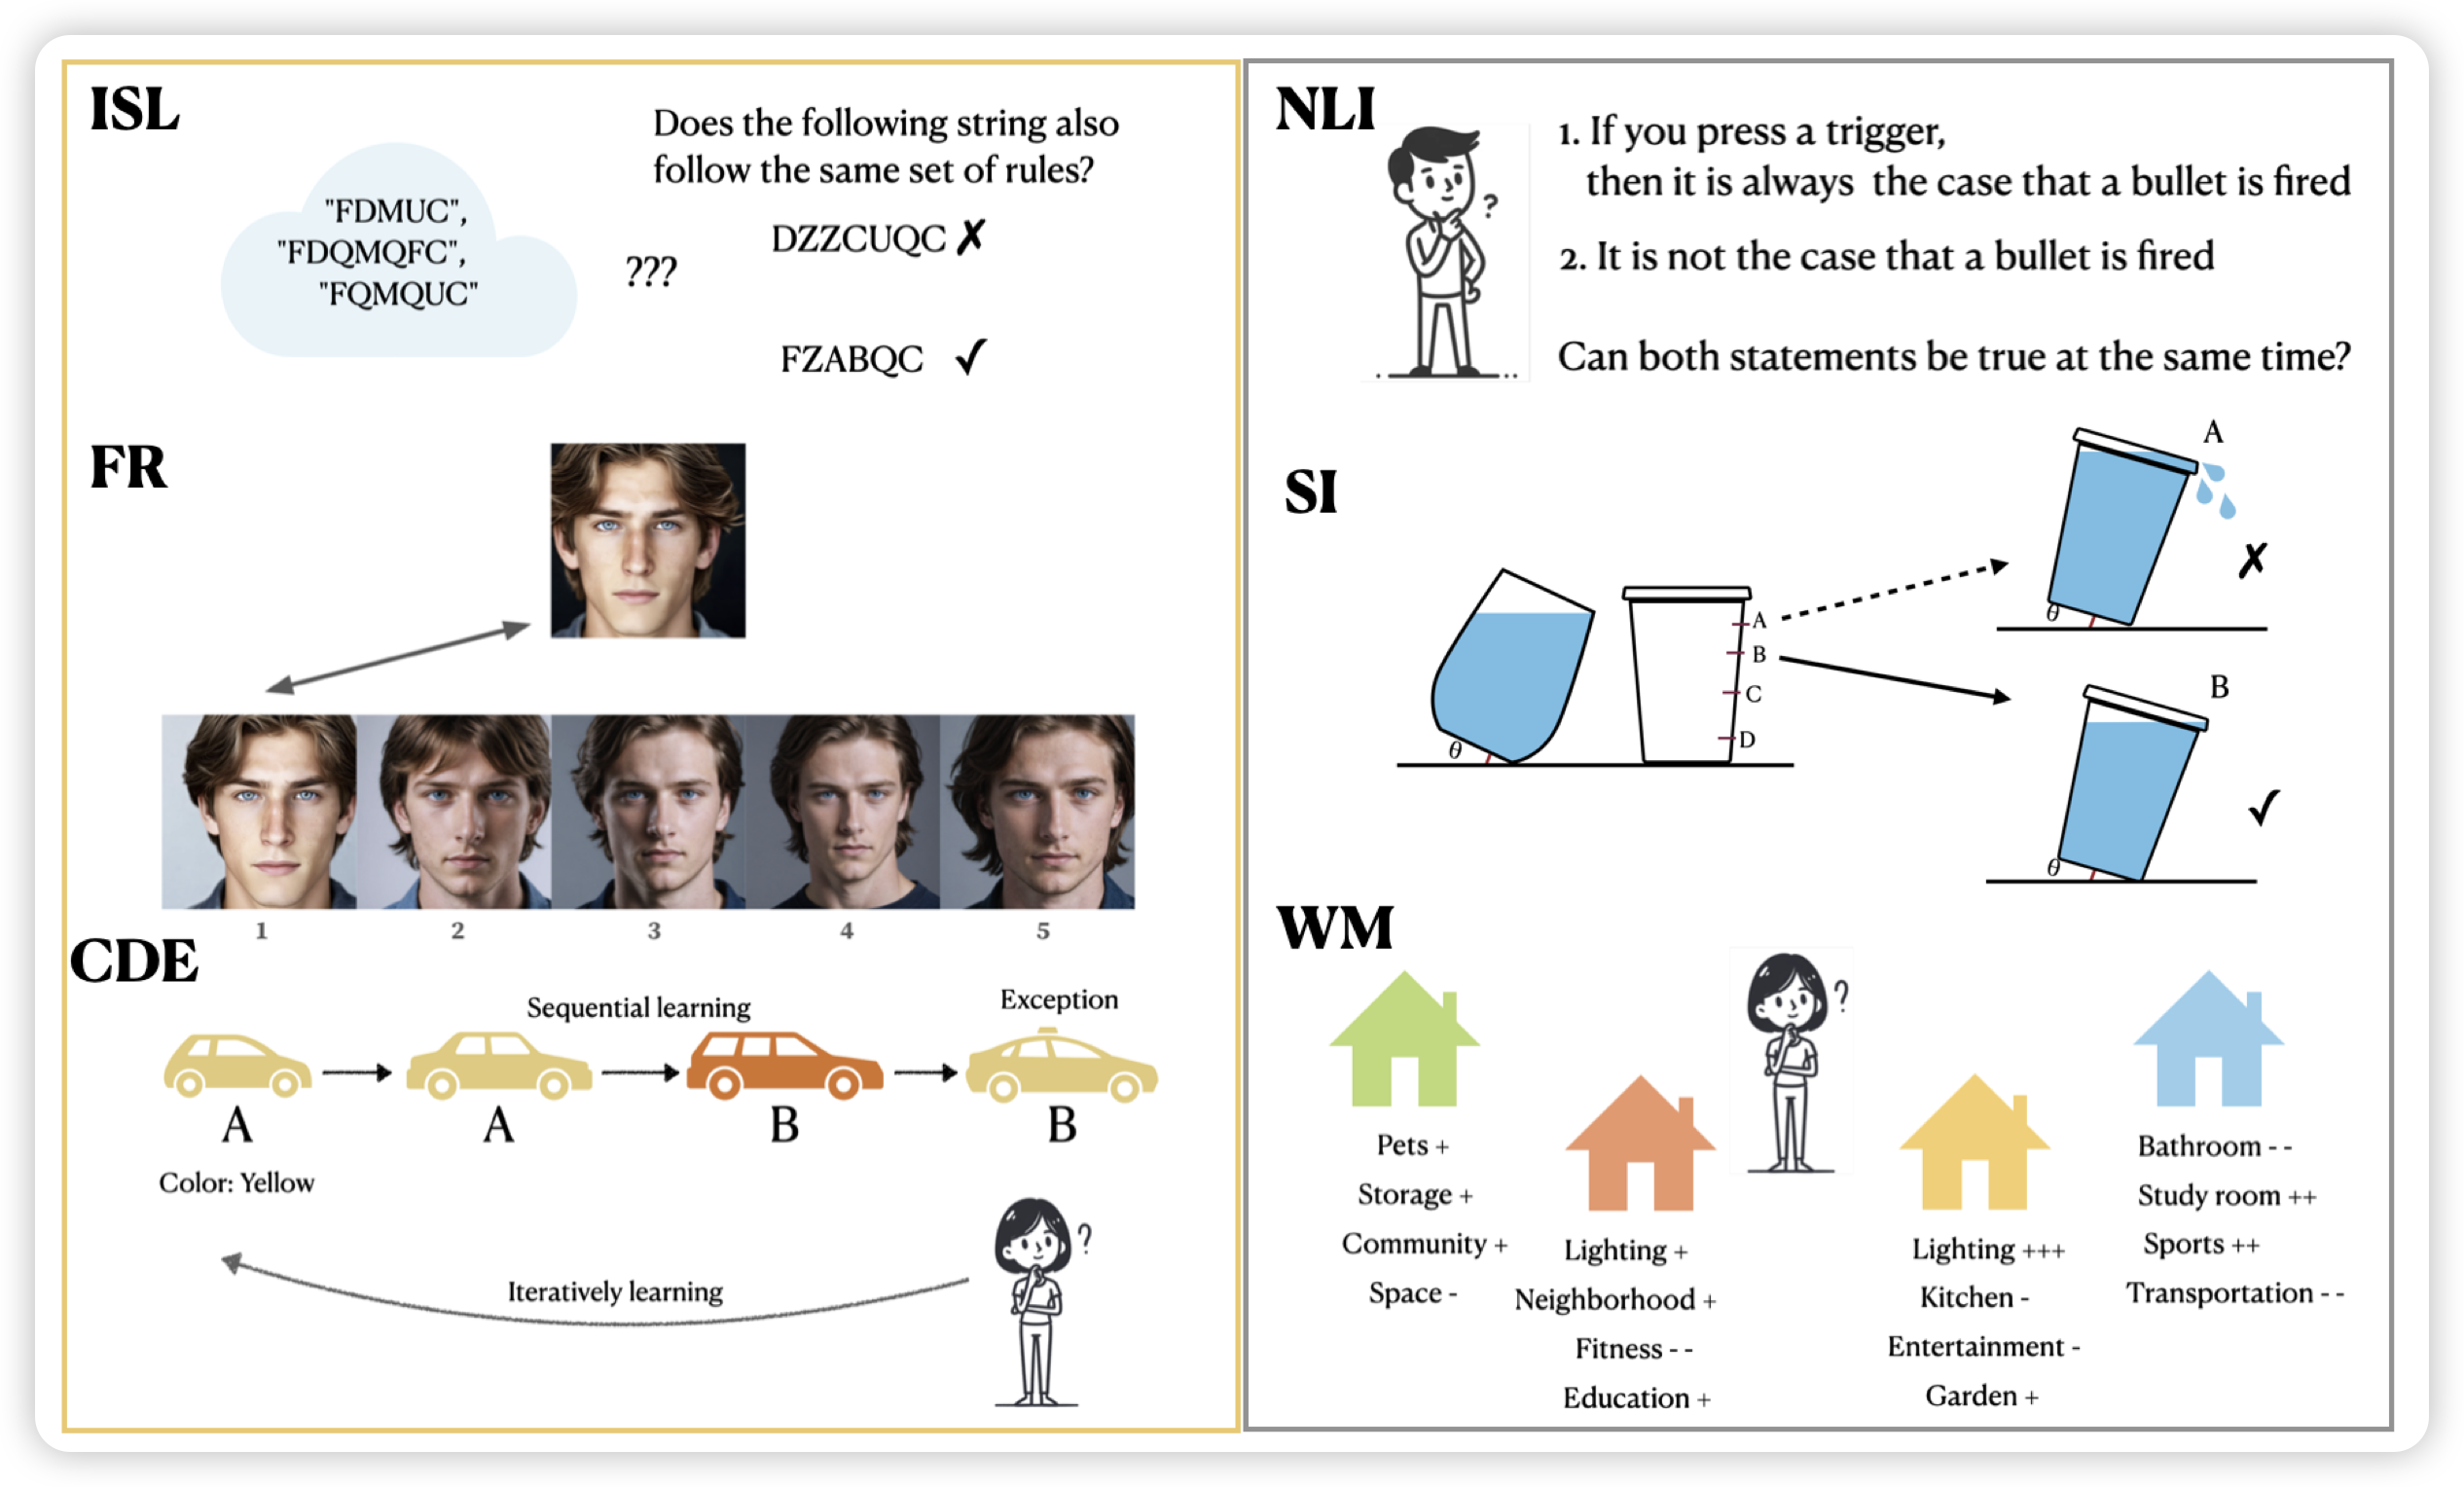 ISL
"FDMUC",
"FDQMQFC",
"FQMQUC"
???
Does the following string also
follow the same set of rules?
DZZCUQC ✗
FZABQC ✓
FR
1
2
3
4
5
CDE
Sequential learning
Exception
A
A
B
B
Color: Yellow
?
Iteratively learning
NLI
?
1. If you press a trigger,
then it is always the case that a bullet is fired
2. It is not the case that a bullet is fired
Can both statements be true at the same time?
SI
θ
A
B
C
D
A
θ
✗
B
θ
✓
WM
?
Pets +
Storage +
Community +
Space -
Lighting +
Neighborhood +
Fitness - -
Education +
Lighting +++
Kitchen -
Entertainment -
Garden +
Bathroom - -
Study room ++
Sports ++
Transportation - -